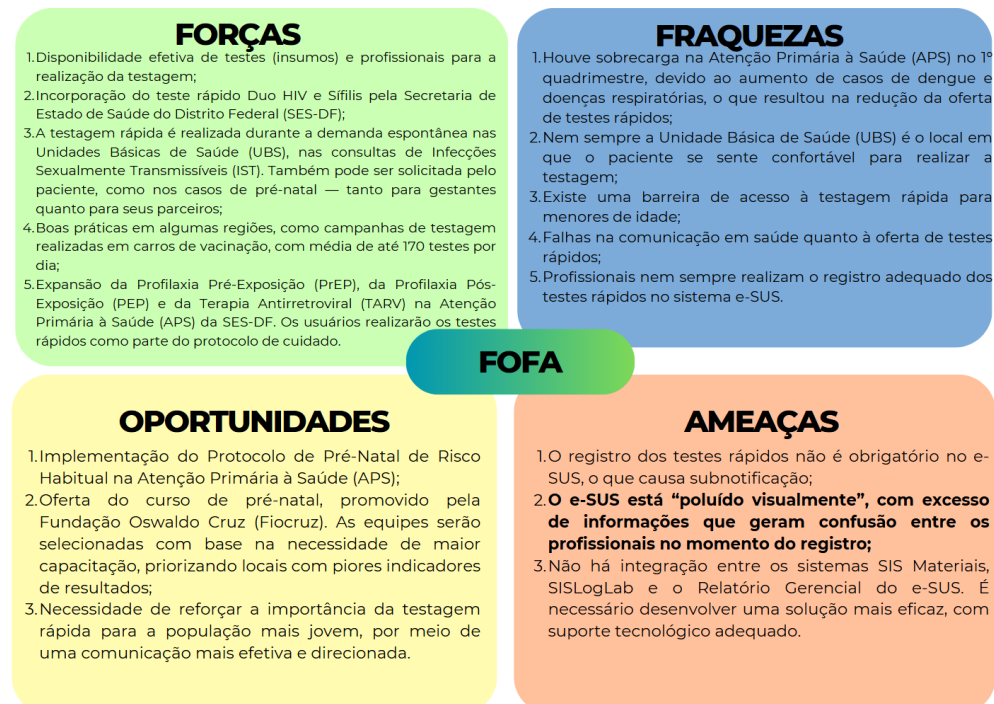 FORÇAS
1. Disponibilidade efetiva de testes (insumos) e profissionais para a
realização da testagem;
2. Incorporação do teste rápido Duo HIV e Sífilis pela Secretaria de
Estado de Saúde do Distrito Federal (SES-DF);
3. A testagem rápida é realizada durante a demanda espontânea nas
Unidades Básicas de Saúde (UBS), nas consultas de Infecções
Sexualmente Transmissíveis (IST). Também pode ser solicitada pelo
paciente, como nos casos de pré-natal — tanto para gestantes
quanto para seus parceiros;
4. Boas práticas em algumas regiões, como campanhas de testagem
realizadas em carros de vacinação, com média de até 170 testes por
dia;
5. Expansão da Profilaxia Pré-Exposição (PrEP), da Profilaxia Pós-
Exposição (PEP) e da Terapia Antirretroviral (TARV) na Atenção
Primária à Saúde (APS) da SES-DF. Os usuários realizarão os testes
rápidos como parte do protocolo de cuidado.
FRAQUEZAS
1. Houve sobrecarga na Atenção Primária à Saúde (APS) no 1º
quadrimestre, devido ao aumento de casos de dengue e
doenças respiratórias, o que resultou na redução da oferta
de testes rápidos;
2. Nem sempre a Unidade Básica de Saúde (UBS) é o local em
que o paciente se sente confortável para realizar a
testagem;
3. Existe uma barreira de acesso à testagem rápida para
menores de idade;
4. Falhas na comunicação em saúde quanto à oferta de testes
rápidos;
5. Profissionais nem sempre realizam o registro adequado dos
testes rápidos no sistema e-SUS.
FOFA
OPORTUNIDADES
1. Implementação do Protocolo de Pré-Natal de Risco
Habitual na Atenção Primária à Saúde (APS);
2. Oferta do curso de pré-natal, promovido pela
Fundação Oswaldo Cruz (Fiocruz). As equipes serão
selecionadas com base na necessidade de maior
capacitação, priorizando locais com piores indicadores
de resultados;
3. Necessidade de reforçar a importância da testagem
rápida para a população mais jovem, por meio de
uma comunicação mais efetiva e direcionada.
AMEAÇAS
1. O registro dos testes rápidos não é obrigatório no e-
SUS, o que causa subnotificação;
2. O e-SUS está “poluído visualmente”, com excesso
de informações que geram confusão entre os
profissionais no momento do registro;
3. Não há integração entre os sistemas SIS Materiais,
SISLogLab e o Relatório Gerencial do e-SUS. É
necessário desenvolver uma solução mais eficaz, com
suporte tecnológico adequado.